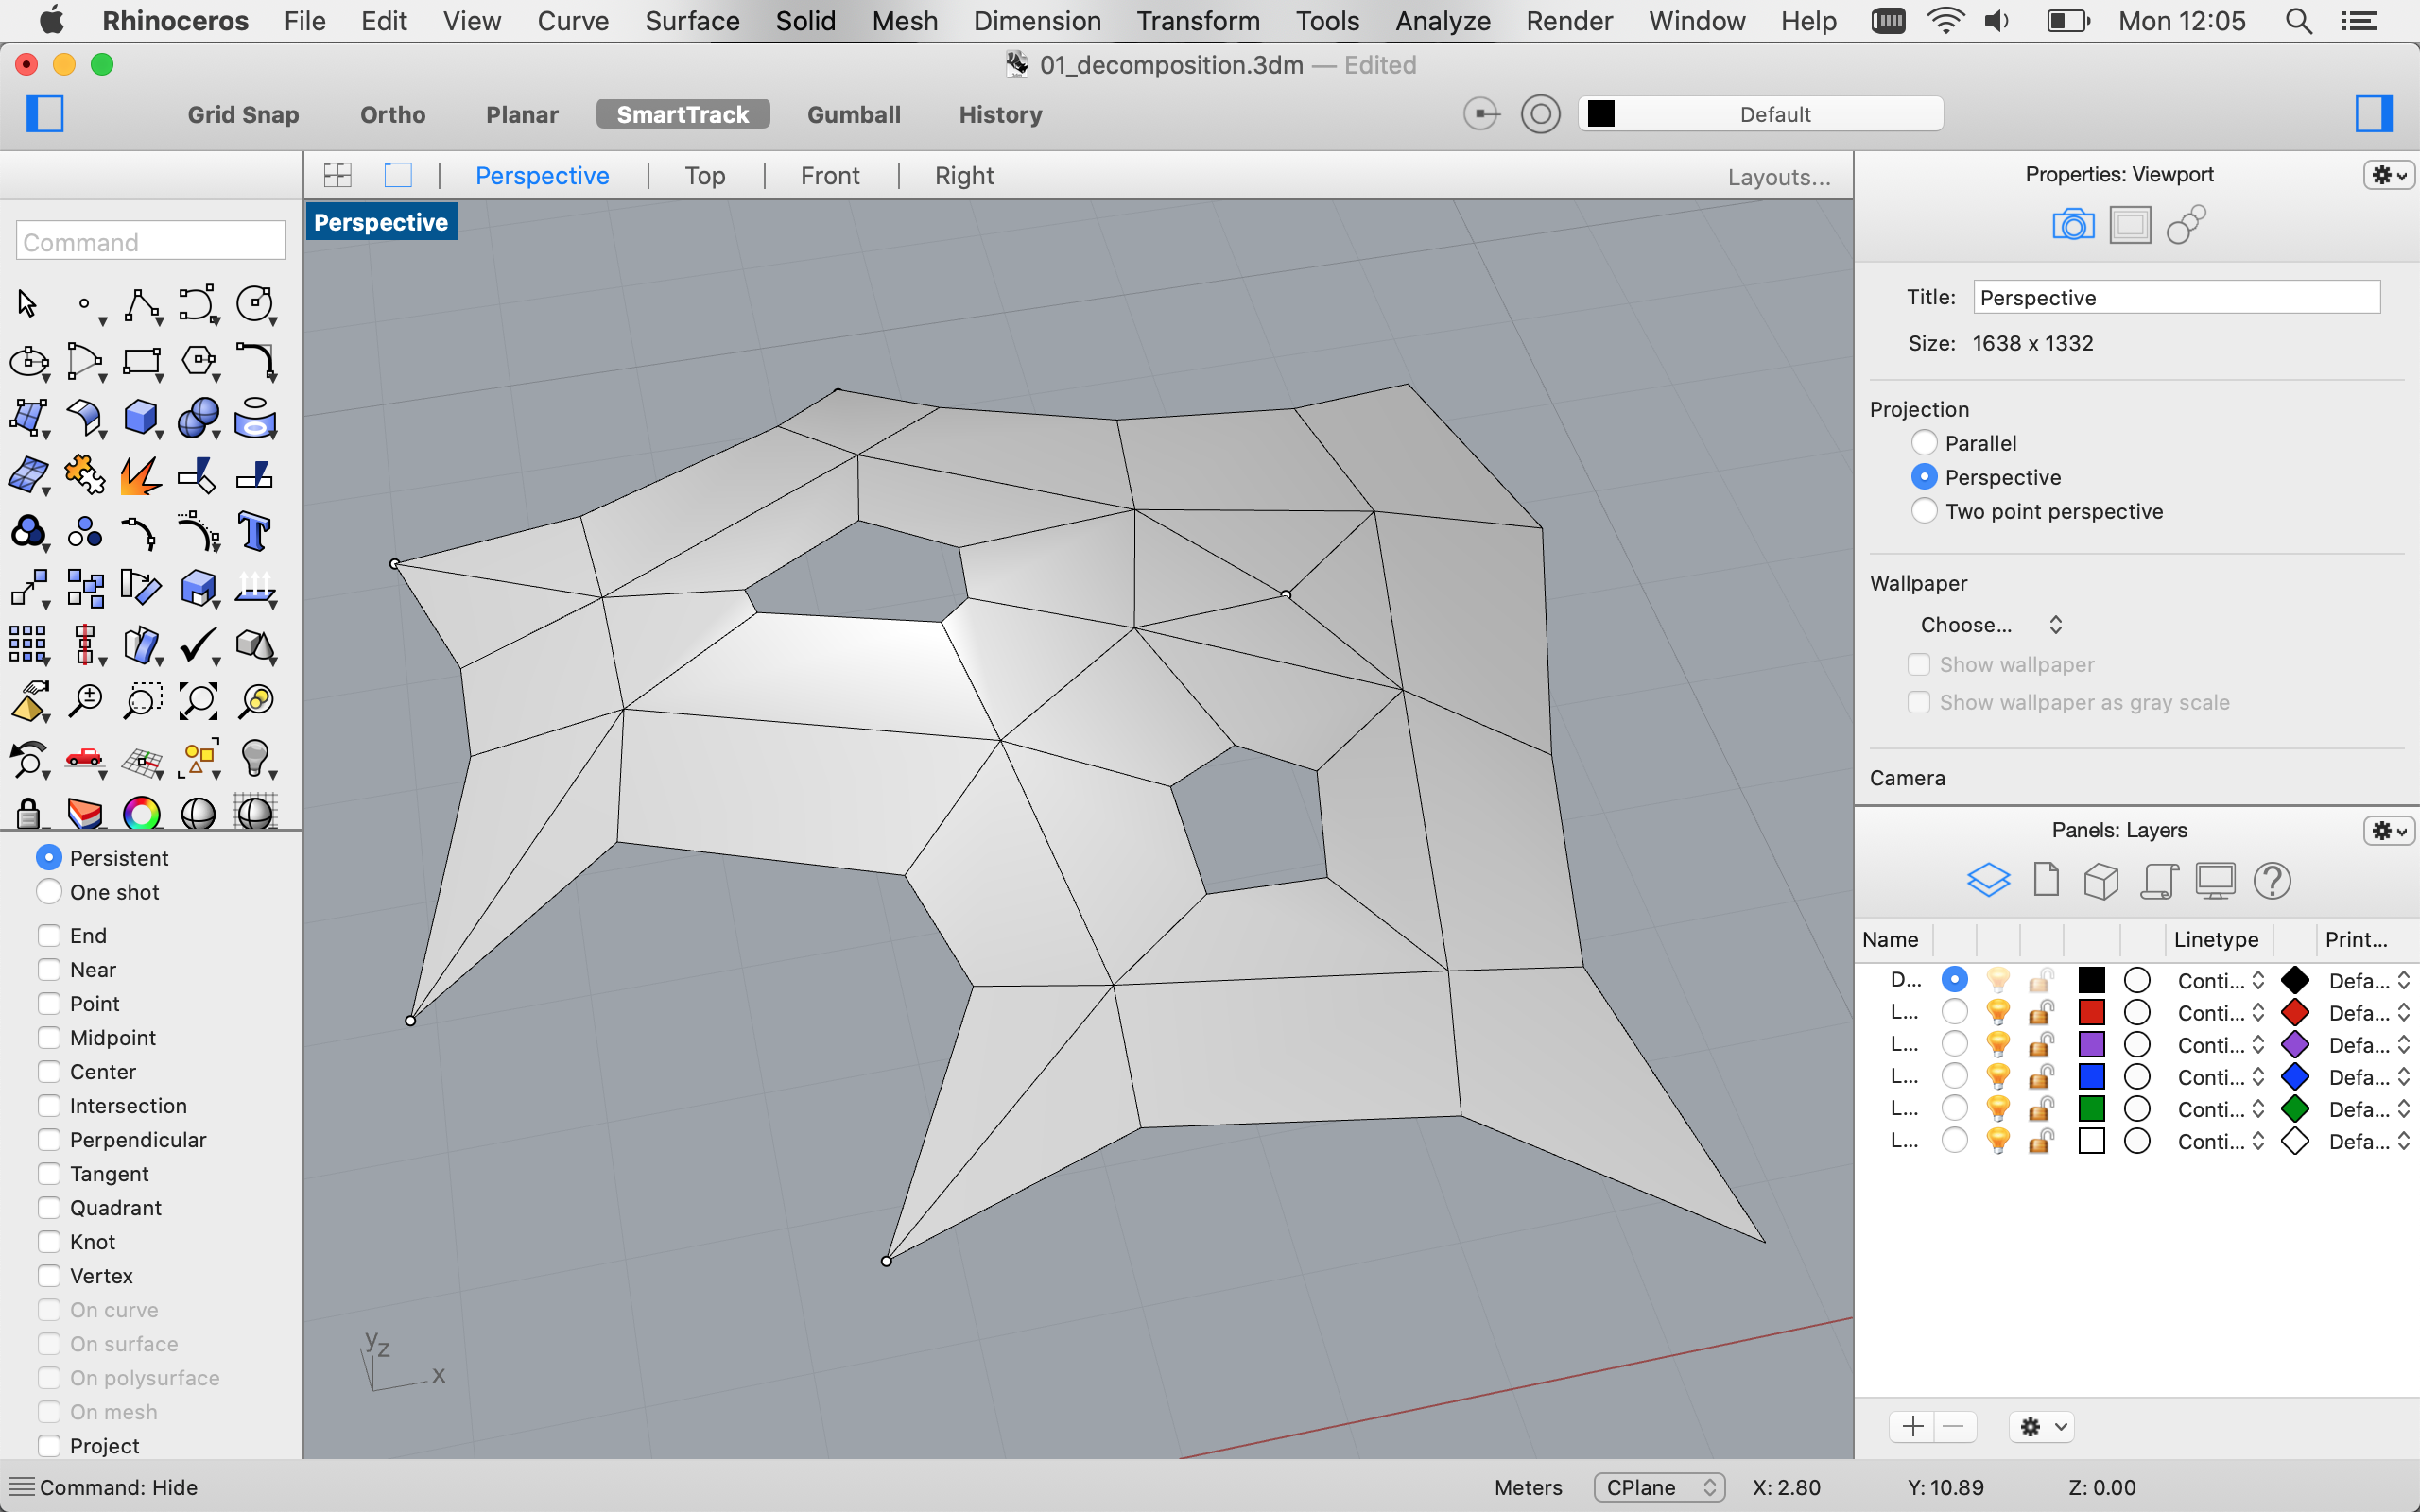 Rhinoceros File Edit View Curve Surface Solid Mesh Dimension Transform Tools Analyze Render Window Help Mon 12:05
01_decomposition.3dm — Edited
Grid Snap Ortho Planar SmartTrack Gumball History Default
Perspective Top Front Right Layouts...
Perspective
Command
Persistent
One shot
End
Near
Point
Midpoint
Center
Intersection
Perpendicular
Tangent
Quadrant
Knot
Vertex
On curve
On surface
On polysurface
On mesh
Project
y
z
x
Properties: Viewport
Title: Perspective
Size: 1638 x 1332
Projection
Parallel
Perspective
Two point perspective
Wallpaper
Choose...
Show wallpaper
Show wallpaper as gray scale
Camera
Panels: Layers
Name Linetype Print...
D... Conti... Defa...
L... Conti... Defa...
L... Conti... Defa...
L... Conti... Defa...
L... Conti... Defa...
L... Conti... Defa...
Command: Hide Meters CPlane X: 2.80 Y: 10.89 Z: 0.00